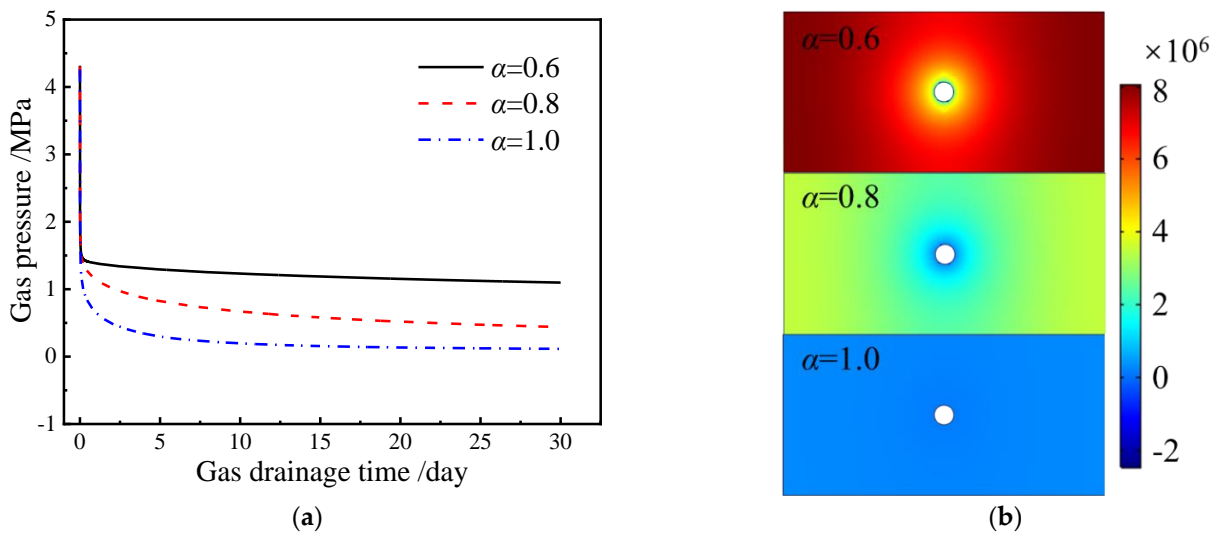 5
4
3
2
1
0
-1
Gas pressure /MPa
α=0.6
α=0.8
α=1.0
0 5 10 15 20 25 30
Gas drainage time /day
(a)
α=0.6
α=0.8
α=1.0
×10⁶
8
6
4
2
0
-2
(b)